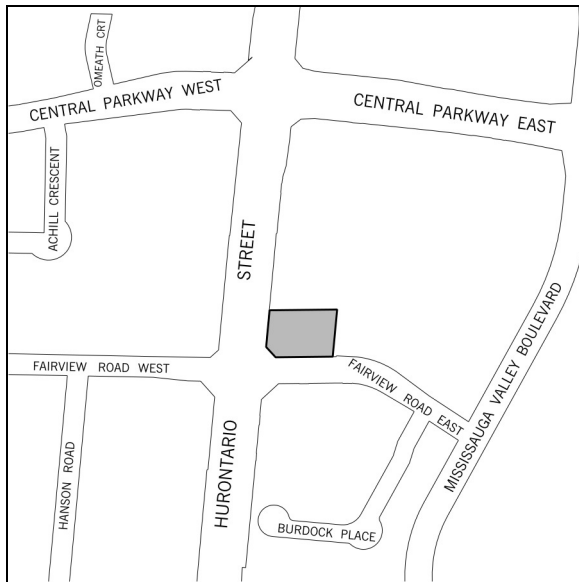 OMEATH CRT
CENTRAL PARKWAY WEST
CENTRAL PARKWAY EAST
ACHILL CRESCENT
STREET
MISSISSAUGA VALLEY BOULEVARD
FAIRVIEW ROAD WEST
FAIRVIEW ROAD EAST
HANSON ROAD
HURONTARIO
BURDOCK PLACE